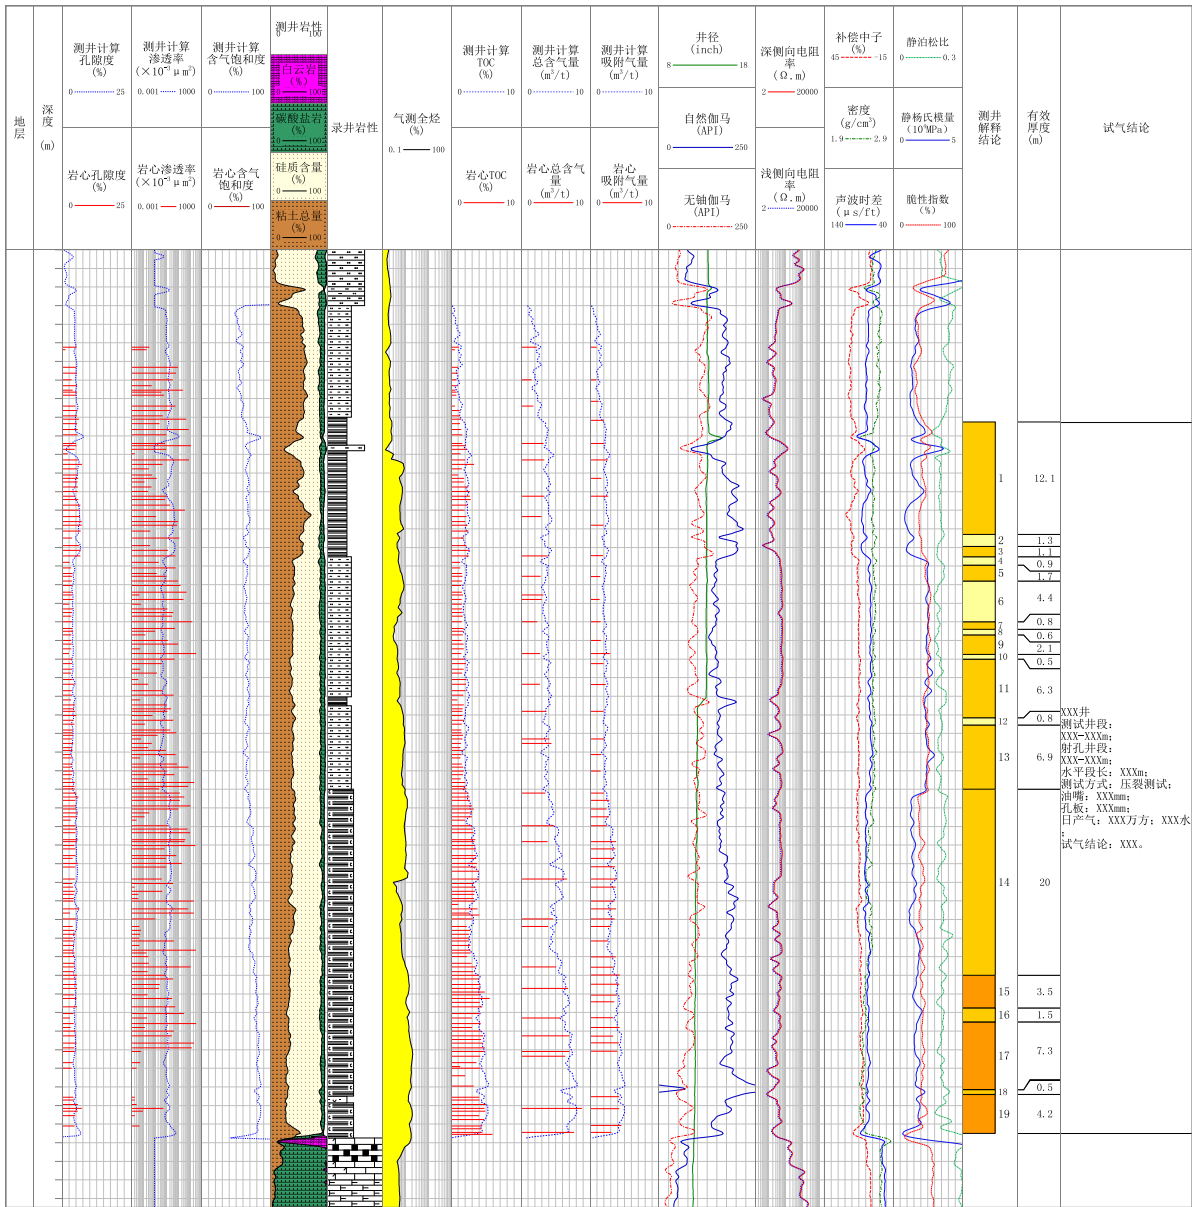 地层
深度
(m)
测井计算
孔隙度
(%)
0 25
岩心孔隙度
(%)
0 25
测井计算
渗透率
(×10⁻³μm²)
0.001 1000
岩心渗透率
(×10⁻³μm²)
0.001 1000
测井计算
含气饱和度
(%)
0 100
岩心含气
饱和度
(%)
0 100
测井岩性
0 100
白云岩
(%)
0 100
碳酸盐岩
(%)
0 100
硅质含量
(%)
0 100
粘土总量
(%)
0 100
录井岩性
气测全烃
(%)
0.1 100
测井计算
TOC
(%)
0 10
岩心TOC
(%)
0 10
测井计算
总含气量
(m³/t)
0 10
岩心总含气
量
(m³/t)
0 10
测井计算
吸附气量
(m³/t)
0 10
岩心
吸附气量
(m³/t)
0 10
井径
(inch)
8 18
自然伽马
(API)
0 250
无铀伽马
(API)
0 250
深侧向电阻
率
(Ω.m)
2 20000
浅侧向电阻
率
(Ω.m)
2 20000
补偿中子
(%)
45 -15
密度
(g/cm³)
1.9 2.9
声波时差
(μs/ft)
140 40
静泊松比
0 0.3
静杨氏模量
(10⁴MPa)
0 5
脆性指数
(%)
0 100
测井
解释
结论
有效
厚度
(m)
试气结论
1 12.1
2 1.3
3 1.1
4 0.9
5 1.7
6 4.4
7 0.8
8 0.6
9 2.1
10 0.5
11 6.3
12 0.8
13 6.9
14 20
15 3.5
16 1.5
17 7.3
18 0.5
19 4.2
XXX井
测试井段:
XXX-XXXm;
射孔井段:
XXX-XXXm;
水平段长: XXXm;
测试方式: 压裂测试;
油嘴: XXXmm;
孔板: XXXmm;
日产气: XXX万方; XXX水
;
试气结论: XXX。